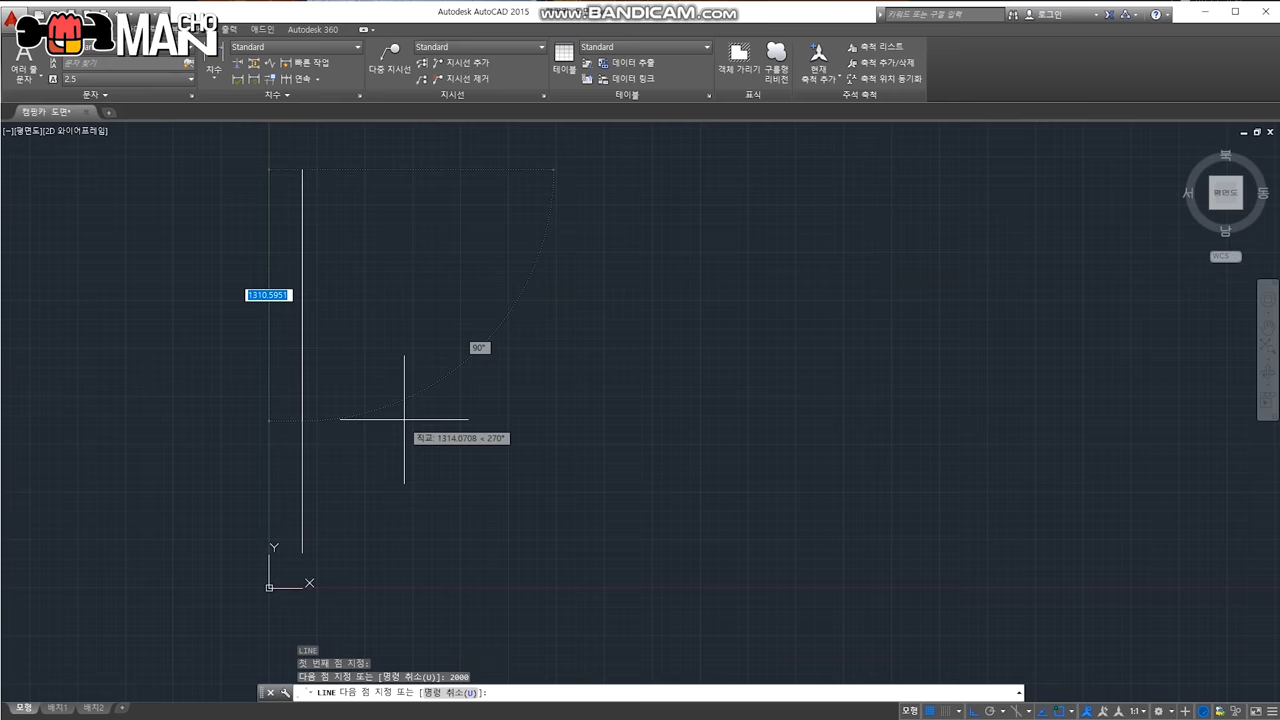 CHO
MAN
Autodesk AutoCAD 2015
www.BANDICAM.com
키워드 또는 구절 입력
로그인
출력
애드인
Autodesk 360
여러 줄
문자
문자 찾기
2.5
문자
치수
Standard
빠른 작업
연속
치수
다중 지시선
Standard
지시선 추가
지시선 제거
지시선
테이블
Standard
데이터 추출
데이터 링크
테이블
객체 가리기
구름형
리비전
표식
현재
축척 추가
축척 리스트
축척 추가/삭제
축척 위치 동기화
주석 축척
캠핑카 도면*
[−][평면도][2D 와이어프레임]
북
서
평면도
동
남
WCS
1310.5951
90°
직교: 1314.0708 < 270°
Y
X
LINE
첫 번째 점 지정:
다음 점 지정 또는 [명령 취소(U)]: 2000
LINE 다음 점 지정 또는 [명령 취소(U)]:
모형
배치1
배치2
모형
1:1